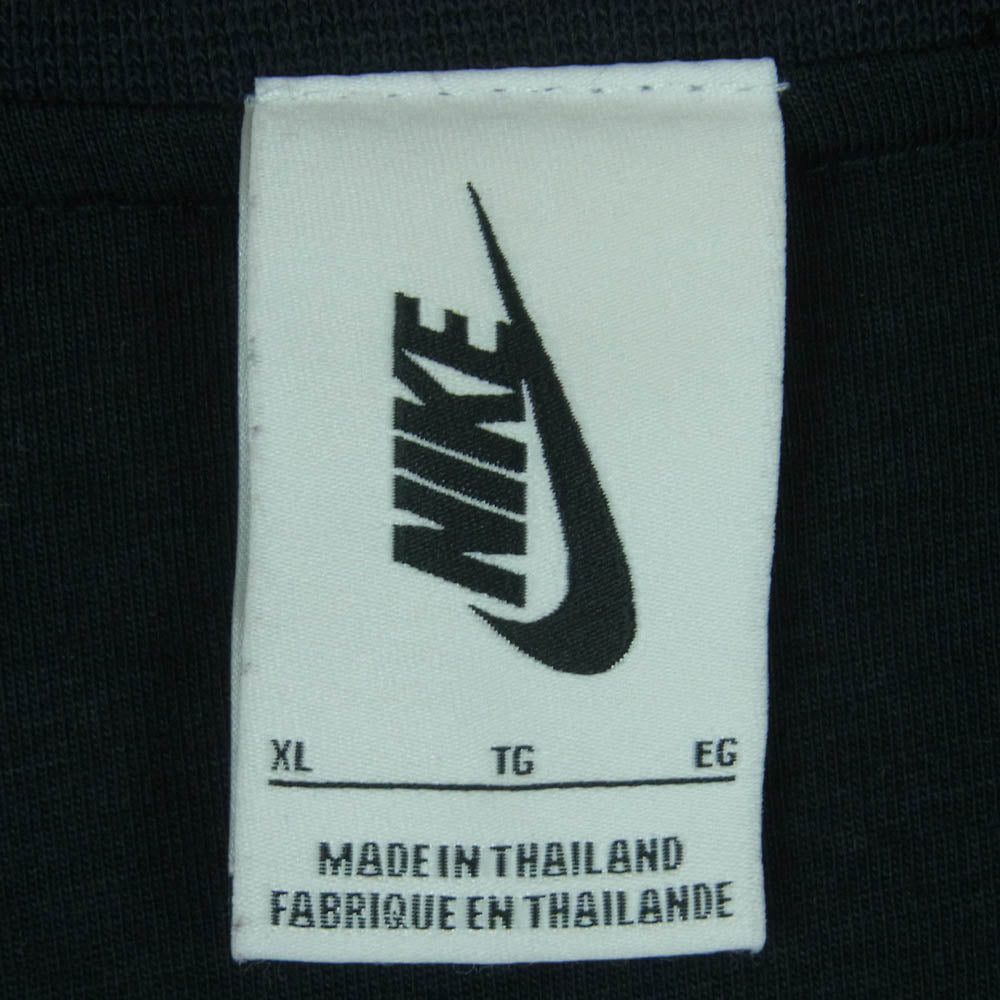 NIKE
XL TG EG
MADE IN THAILAND
FABRIQUE EN THAILANDE